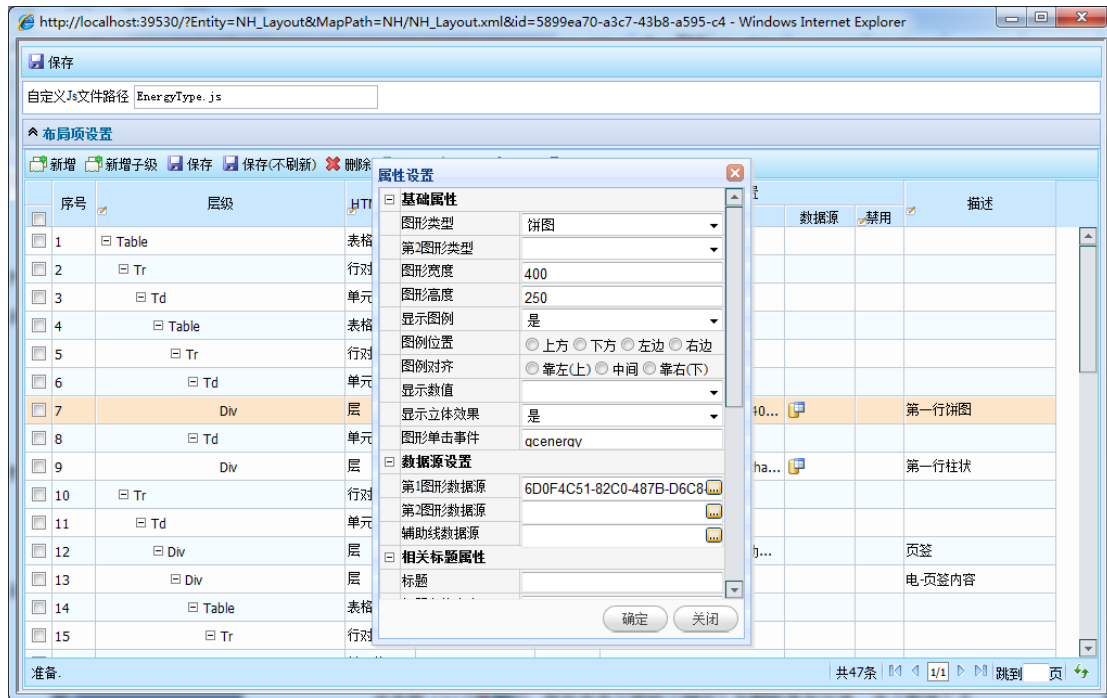 http://localhost:39530/?Entity=NH_Layout&MapPath=NH/NH_Layout.xml&id=5899ea70-a3c7-43b8-a595-c4 - Windows Internet Explorer
保存
自定义Js文件路径 EnergyType.js
布局项设置
新增 新增子级 保存 保存(不刷新) 删除
序号 层级 描述
数据源 禁用
1 Table 表格
2 Tr 行对
3 Td 单元
4 Table 表格
5 Tr 行对
6 Td 单元
7 Div 层 40... 第一行饼图
8 Td 单元
9 Div 层 ha... 第一行柱状
10 Tr 行对
11 Td 单元
12 Div 层 页签
13 Div 层 电-页签内容
14 Table 表格
15 Tr 行对
属性设置
基础属性
图形类型 饼图
第2图形类型
图形宽度 400
图形高度 250
显示图例 是
图例位置 上方 下方 左边 右边
图例对齐 靠左(上) 中间 靠右(下)
显示数值
显示立体效果 是
图形单击事件 qcenergy
数据源设置
第1图形数据源 6D0F4C51-82C0-487B-D6C8-
第2图形数据源
辅助线数据源
相关标题属性
标题
确定 关闭
准备. 共47条 1/1 跳到 页